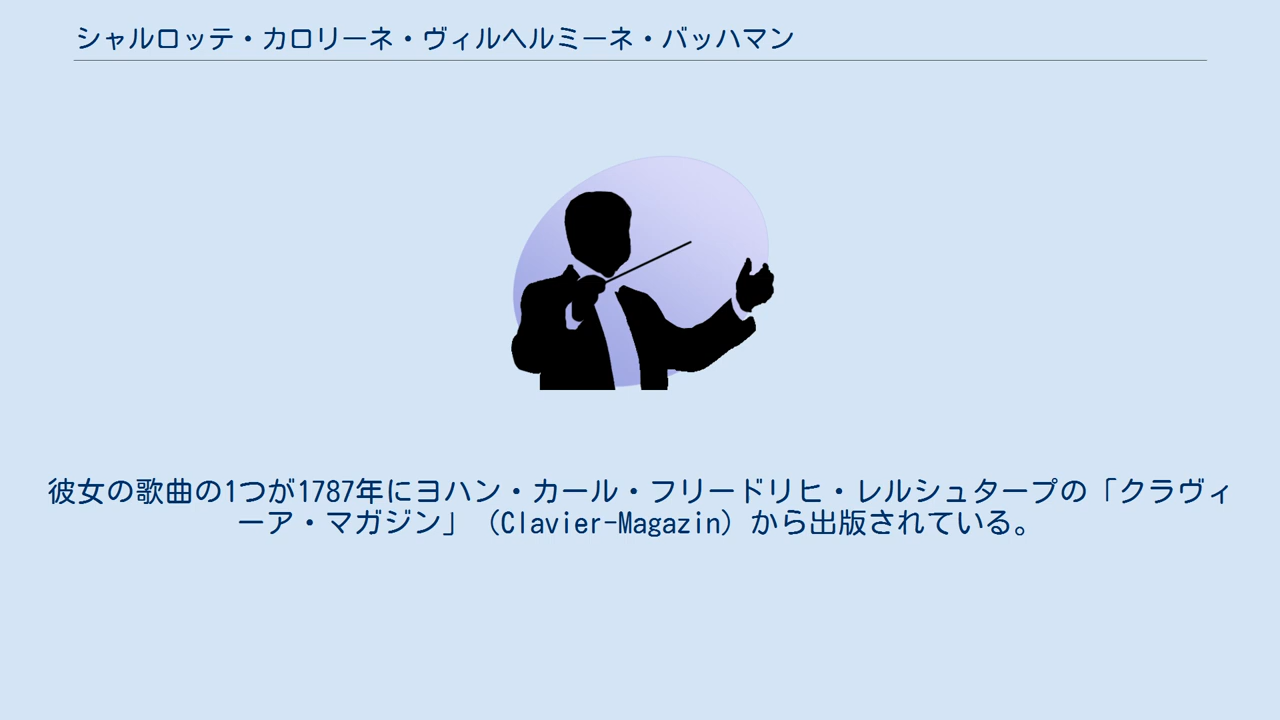 シャルロッテ・カロリーネ・ヴィルヘルミーネ・バッハマン
彼女の歌曲の1つが1787年にヨハン・カール・フリードリヒ・レルシュタープの「クラヴィ
ーア・マガジン」（Clavier-Magazin）から出版されている。